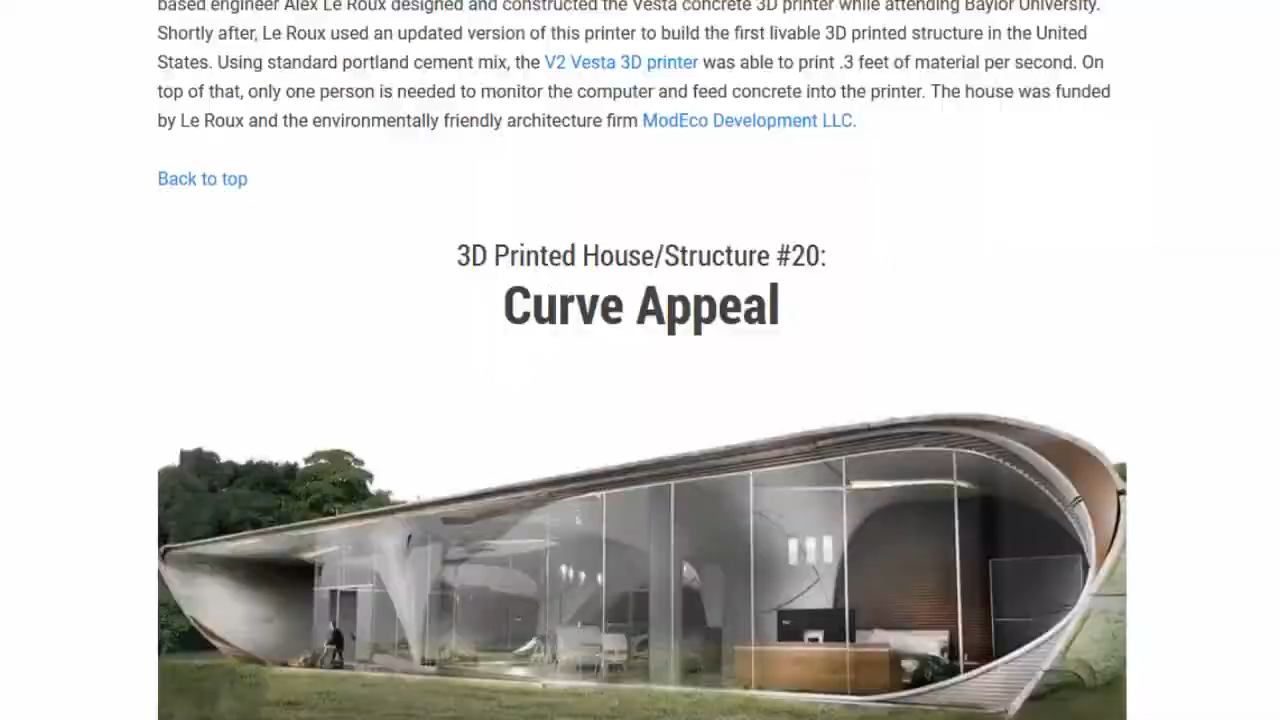 based engineer Alex Le Roux designed and constructed the Vesta concrete 3D printer while attending Baylor University.
Shortly after, Le Roux used an updated version of this printer to build the first livable 3D printed structure in the United
States. Using standard portland cement mix, the V2 Vesta 3D printer was able to print .3 feet of material per second. On
top of that, only one person is needed to monitor the computer and feed concrete into the printer. The house was funded
by Le Roux and the environmentally friendly architecture firm ModEco Development LLC.
Back to top
3D Printed House/Structure #20:
Curve Appeal